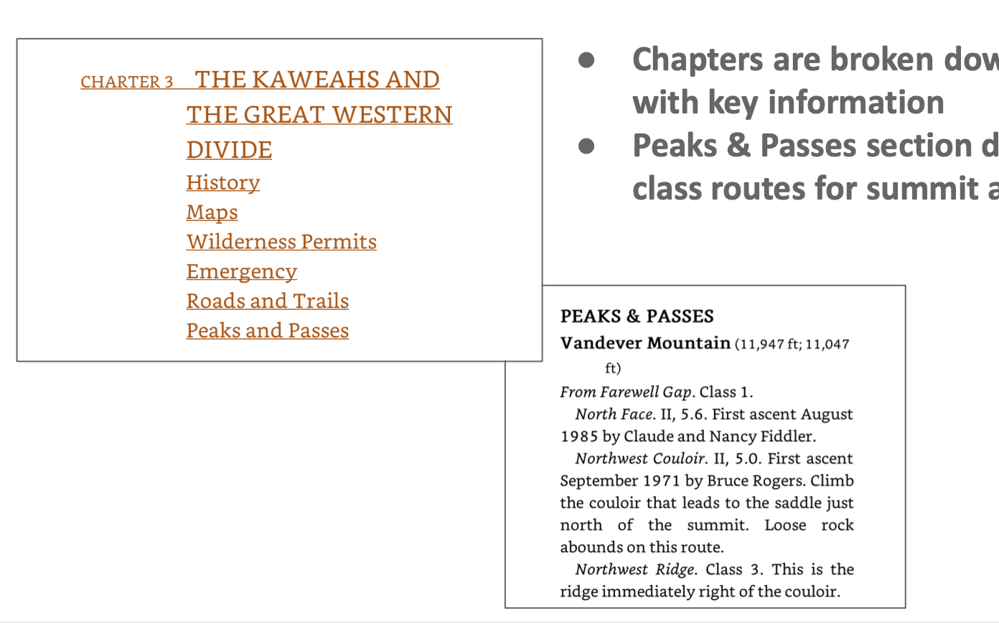 CHARTER 3 THE KAWEAHS AND
THE GREAT WESTERN
DIVIDE
History
Maps
Wilderness Permits
Emergency
Roads and Trails
Peaks and Passes
● Chapters are broken dow
with key information
● Peaks & Passes section d
class routes for summit a
PEAKS & PASSES
Vandever Mountain (11,947 ft; 11,047
ft)
From Farewell Gap. Class 1.
North Face. II, 5.6. First ascent August
1985 by Claude and Nancy Fiddler.
Northwest Couloir. II, 5.0. First ascent
September 1971 by Bruce Rogers. Climb
the couloir that leads to the saddle just
north of the summit. Loose rock
abounds on this route.
Northwest Ridge. Class 3. This is the
ridge immediately right of the couloir.